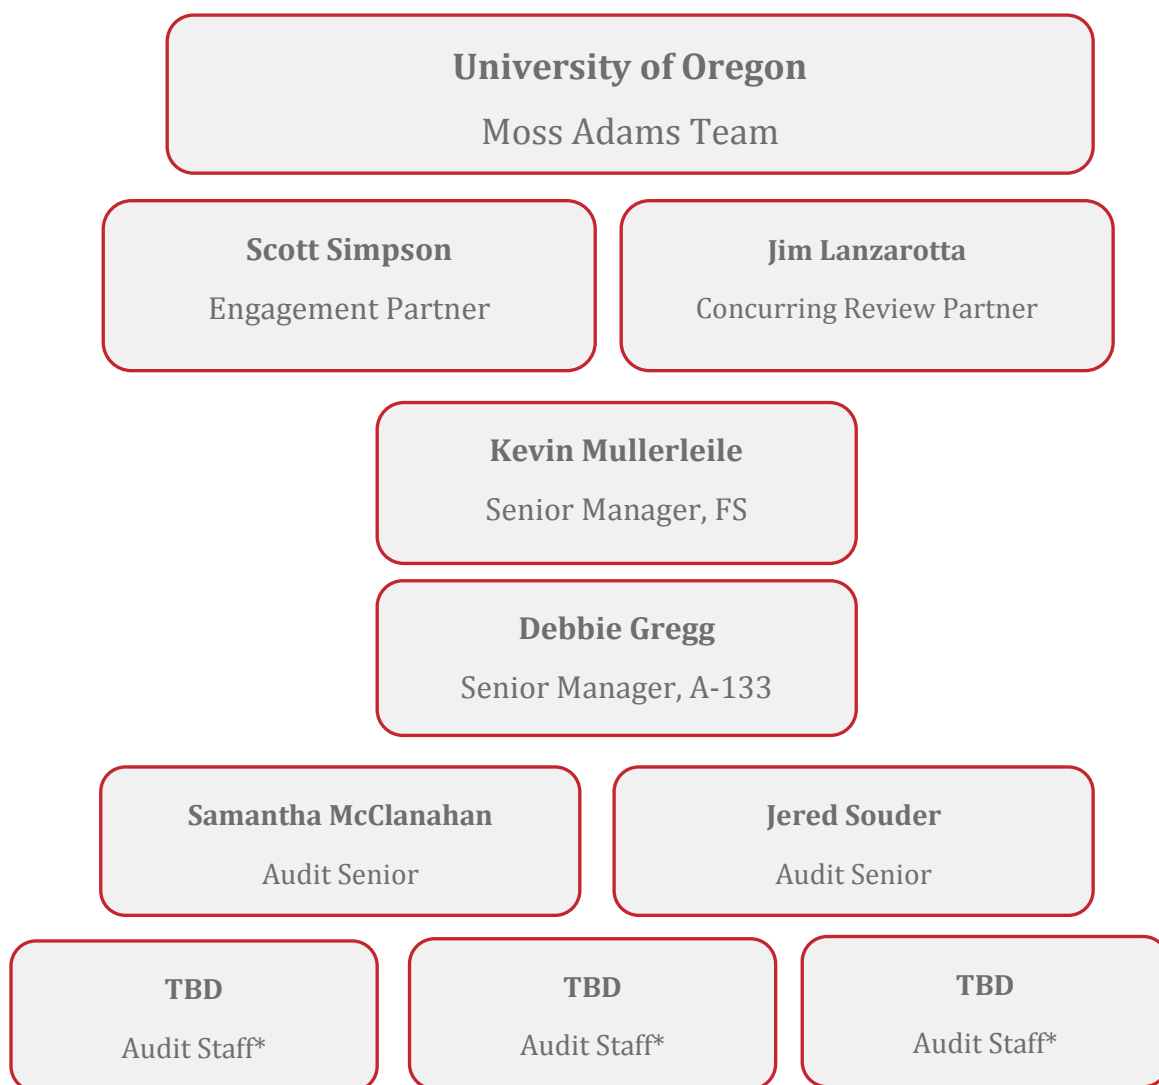 University of Oregon
Moss Adams Team
Scott Simpson
Engagement Partner
Jim Lanzarotta
Concurring Review Partner
Kevin Mullerleile
Senior Manager, FS
Debbie Gregg
Senior Manager, A-133
Samantha McClanahan
Audit Senior
Jered Souder
Audit Senior
TBD
Audit Staff*
TBD
Audit Staff*
TBD
Audit Staff*